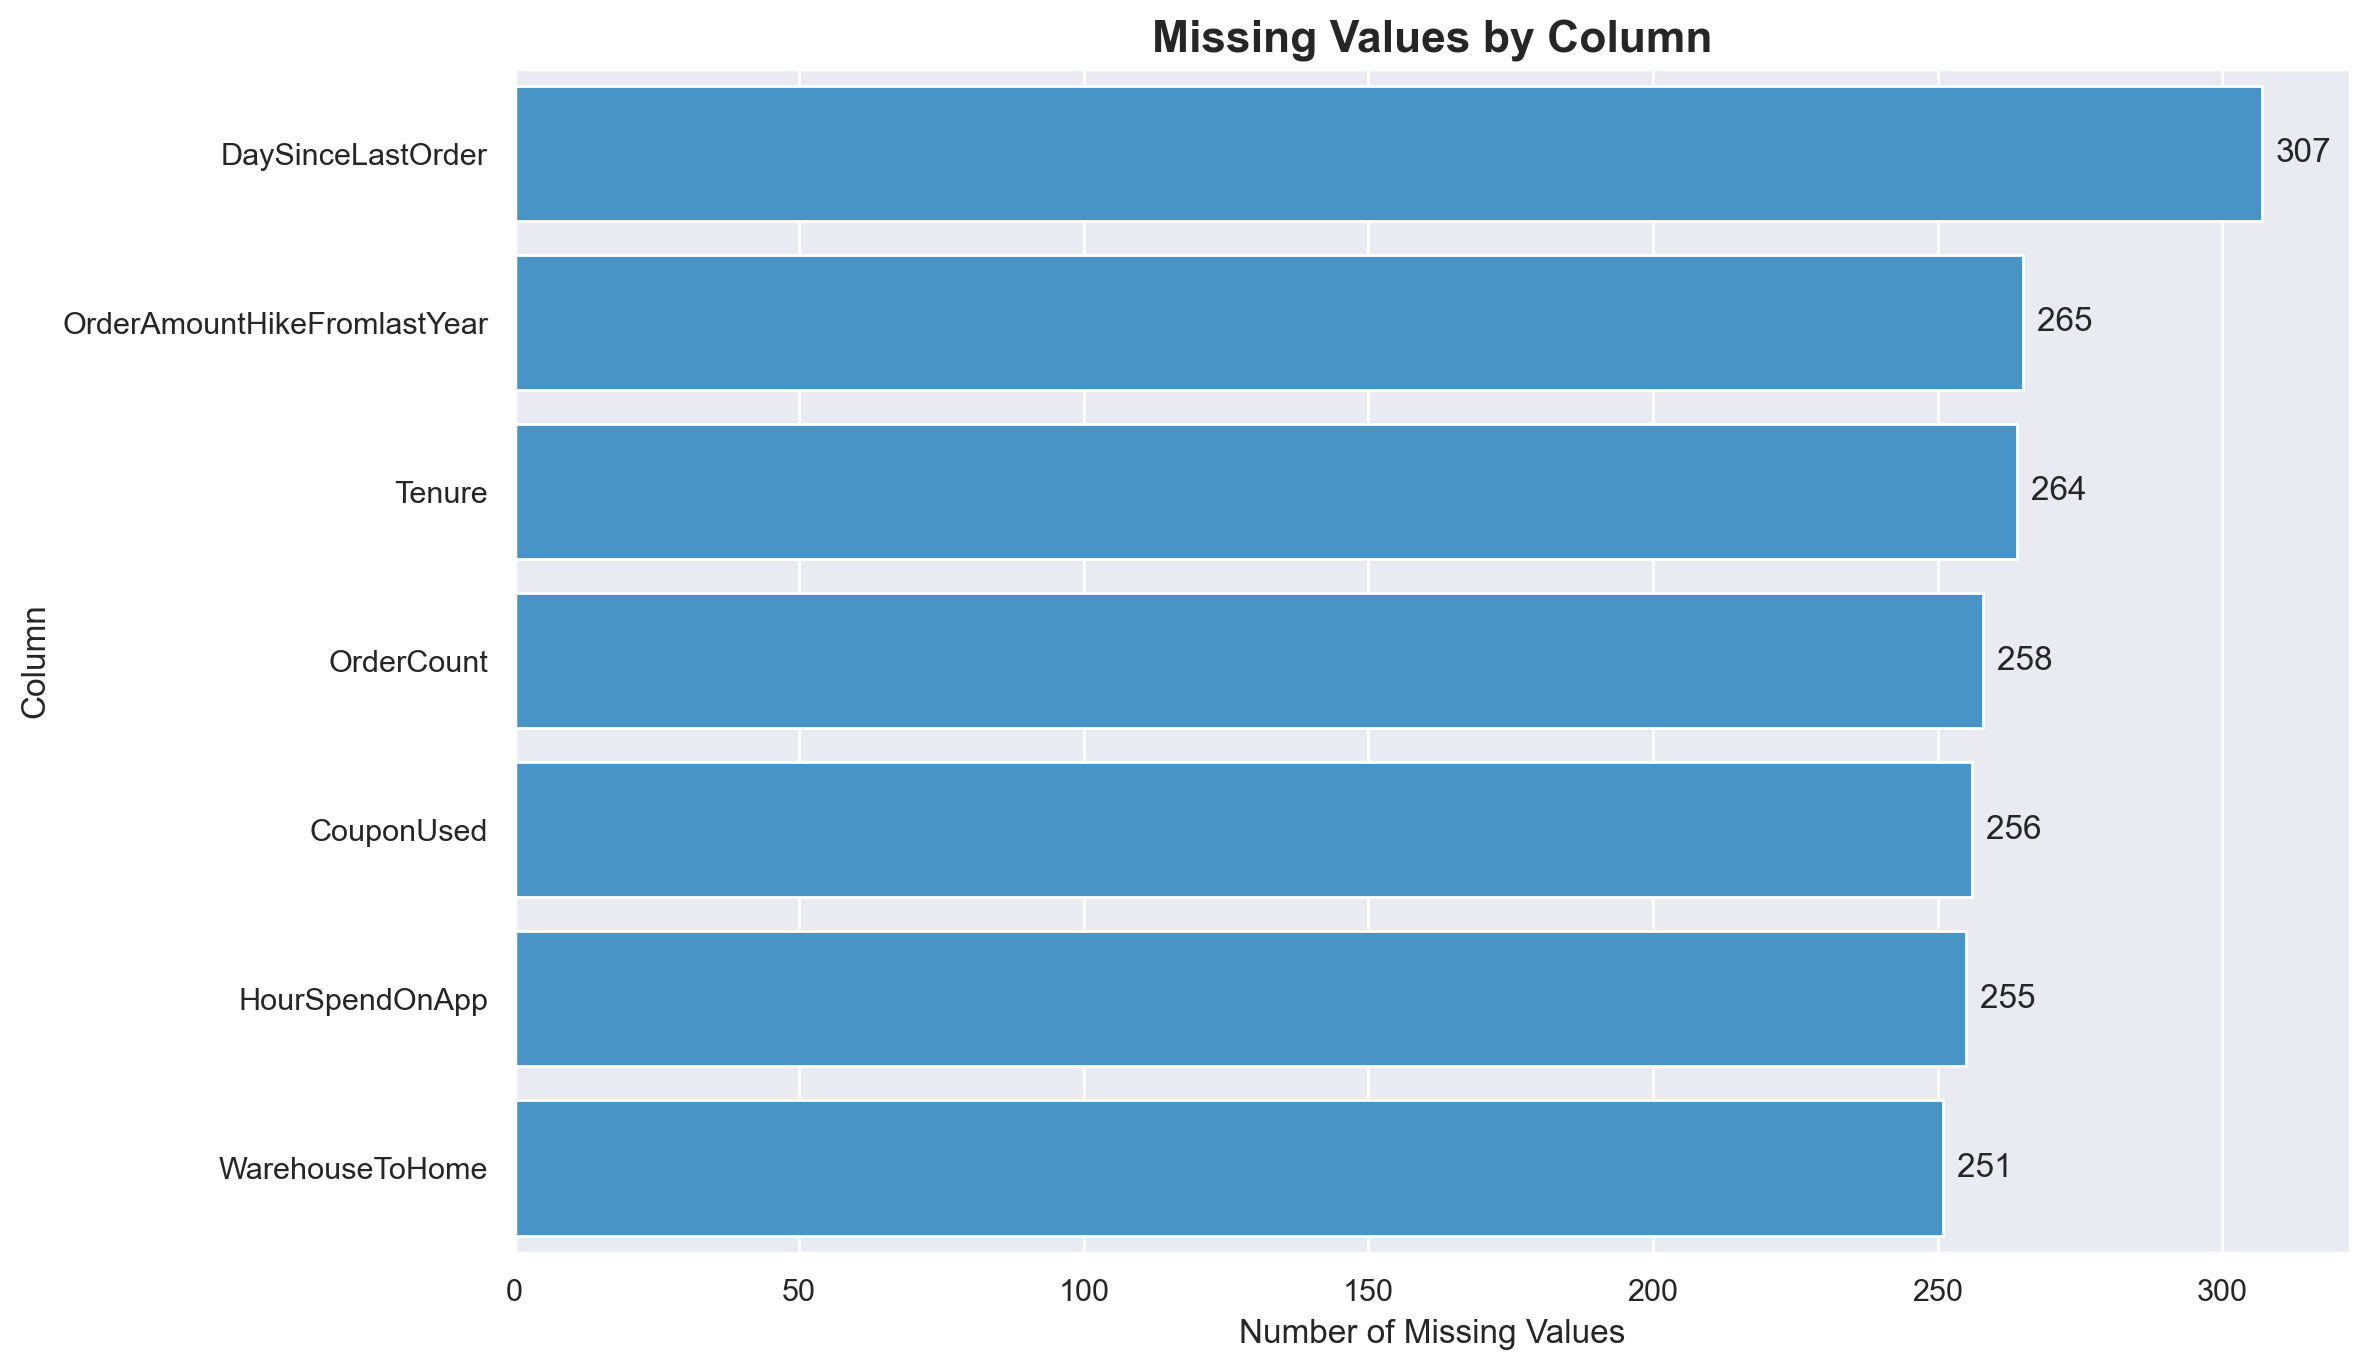 Missing Values by Column
DaySinceLastOrder
307
OrderAmountHikeFromlastYear
265
Tenure
264
OrderCount
258
CouponUsed
256
HourSpendOnApp
255
WarehouseToHome
251
Column
0 50 100 150 200 250 300
Number of Missing Values